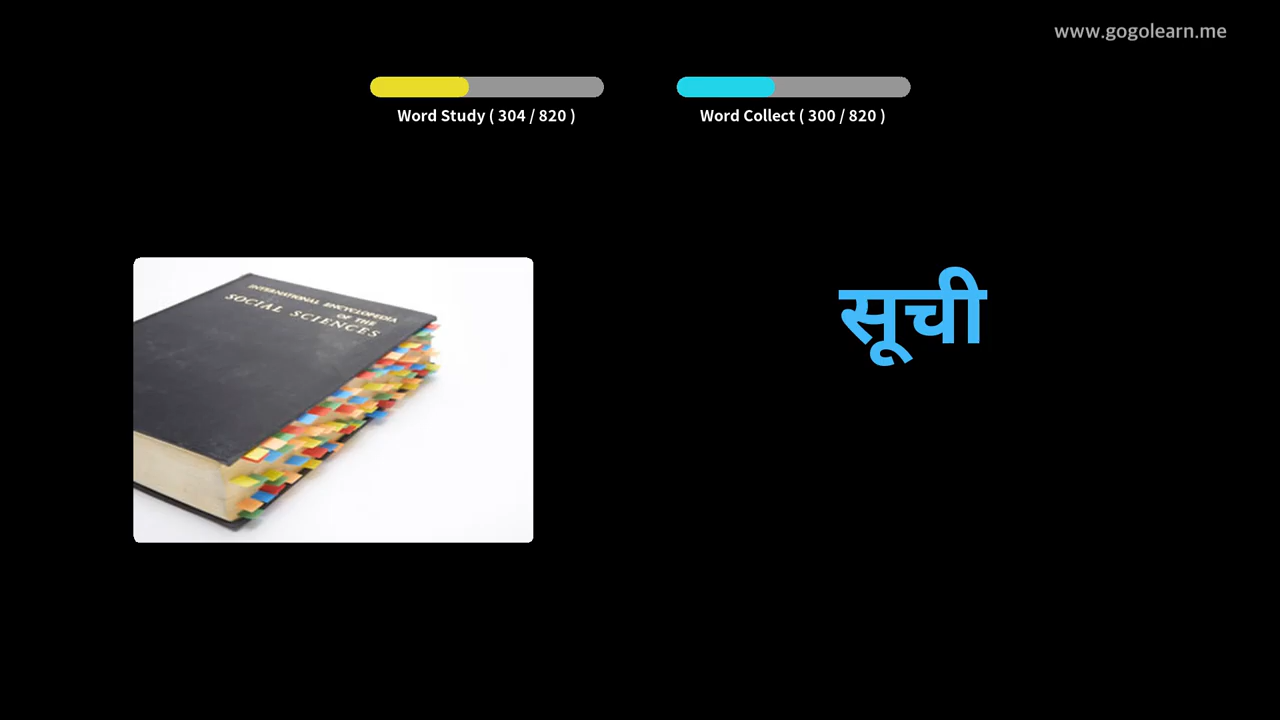 www.gogolearn.me
Word Study ( 304 / 820 )
Word Collect ( 300 / 820 )
INTERNATIONAL ENCYCLOPEDIA
OF THE
SOCIAL SCIENCES
सूची